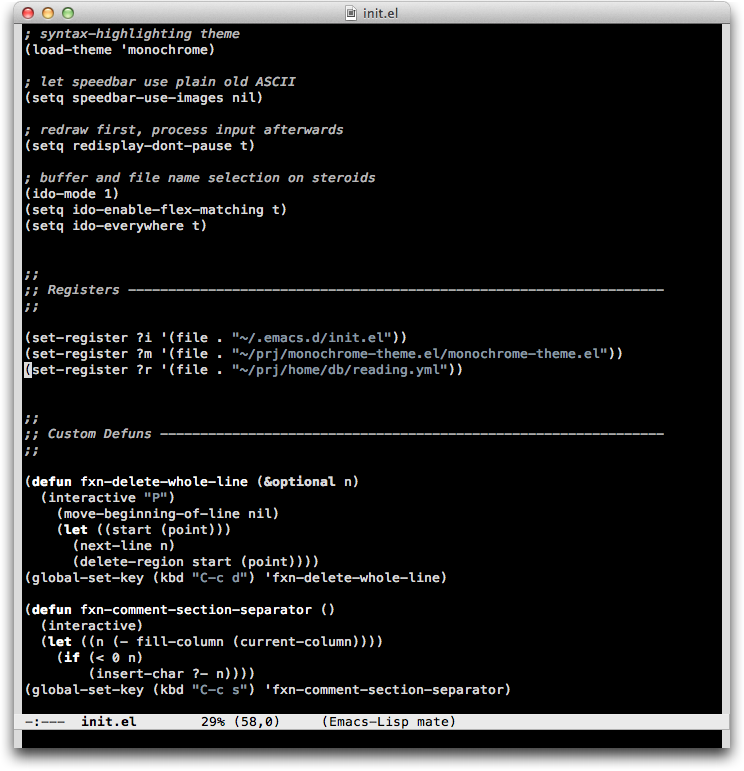 init.el
; syntax-highlighting theme
(load-theme 'monochrome)
; let speedbar use plain old ASCII
(setq speedbar-use-images nil)
; redraw first, process input afterwards
(setq redisplay-dont-pause t)
; buffer and file name selection on steroids
(ido-mode 1)
(setq ido-enable-flex-matching t)
(setq ido-everywhere t)
;;
;; Registers -------------------------------------------------------------------
;;
(set-register ?i '(file . "~/.emacs.d/init.el"))
(set-register ?m '(file . "~/prj/monochrome-theme.el/monochrome-theme.el"))
(set-register ?r '(file . "~/prj/home/db/reading.yml"))
;;
;; Custom Defuns ---------------------------------------------------------------
;;
(defun fxn-delete-whole-line (&optional n)
  (interactive "P")
    (move-beginning-of-line nil)
    (let ((start (point)))
      (next-line n)
      (delete-region start (point))))
(global-set-key (kbd "C-c d") 'fxn-delete-whole-line)
(defun fxn-comment-section-separator ()
  (interactive)
  (let ((n (- fill-column (current-column))))
    (if (< 0 n)
        (insert-char ?- n))))
(global-set-key (kbd "C-c s") 'fxn-comment-section-separator)
-:---  init.el        29% (58,0)     (Emacs-Lisp mate)